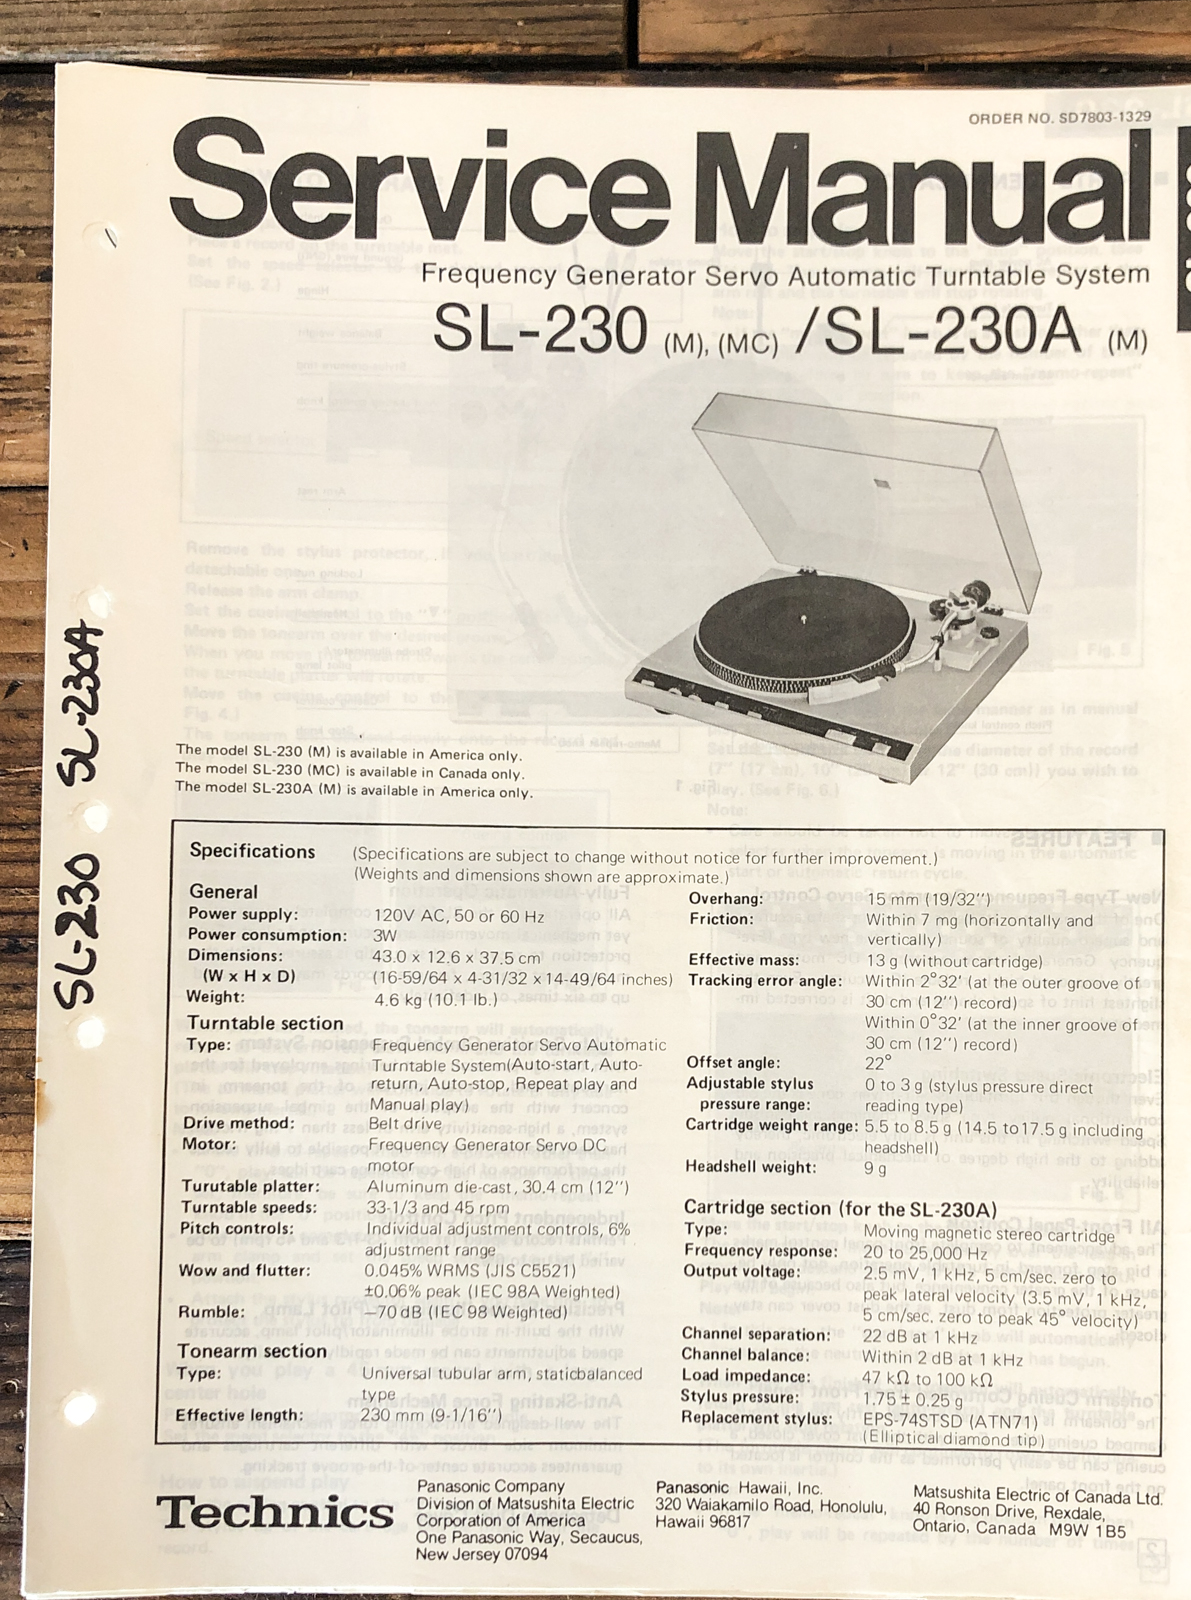 ORDER NO. SD7803-1329
Service Manual
Frequency Generator Servo Automatic Turntable System
SL-230 (M), (MC) /SL-230A (M)
The model SL-230 (M) is available in America only.
The model SL-230 (MC) is available in Canada only.
The model SL-230A (M) is available in America only.
SL-230 SL-230A
Specifications (Specifications are subject to change without notice for further improvement.)
(Weights and dimensions shown are approximate.)
General
Power supply: 120V AC, 50 or 60 Hz
Power consumption: 3W
Dimensions: 43.0 x 12.6 x 37.5 cm
(W x H x D) (16-59/64 x 4-31/32 x 14-49/64 inches)
Weight: 4.6 kg (10.1 lb.)
Turntable section
Type: Frequency Generator Servo Automatic
Turntable System(Auto-start, Auto-
return, Auto-stop, Repeat play and
Manual play)
Drive method: Belt drive
Motor: Frequency Generator Servo DC
motor
Turutable platter: Aluminum die-cast, 30.4 cm (12")
Turntable speeds: 33-1/3 and 45 rpm
Pitch controls: Individual adjustment controls, 6%
adjustment range
Wow and flutter: 0.045% WRMS (JIS C5521)
±0.06% peak (IEC 98A Weighted)
Rumble: —70 dB (IEC 98 Weighted)
Tonearm section
Type: Universal tubular arm, staticbalanced
type
Effective length: 230 mm (9-1/16")
Overhang: 15 mm (19/32")
Friction: Within 7 mg (horizontally and
vertically)
Effective mass: 13 g (without cartridge)
Tracking error angle: Within 2°32' (at the outer groove of
30 cm (12") record)
Within 0°32' (at the inner groove of
30 cm (12") record)
Offset angle: 22°
Adjustable stylus 0 to 3 g (stylus pressure direct
pressure range: reading type)
Cartridge weight range: 5.5 to 8.5 g (14.5 to17.5 g including
headshell)
Headshell weight: 9 g
Cartridge section (for the SL-230A)
Type: Moving magnetic stereo cartridge
Frequency response: 20 to 25,000 Hz
Output voltage: 2.5 mV, 1 kHz, 5 cm/sec. zero to
peak lateral velocity (3.5 mV, 1 kHz,
5 cm/sec. zero to peak 45° velocity)
Channel separation: 22 dB at 1 kHz
Channel balance: Within 2 dB at 1 kHz
Load impedance: 47 kΩ to 100 kΩ
Stylus pressure: 1.75 ± 0.25 g
Replacement stylus: EPS-74STSD (ATN71)
(Elliptical diamond tip)
Technics
Panasonic Company
Division of Matsushita Electric
Corporation of America
One Panasonic Way, Secaucus,
New Jersey 07094
Panasonic Hawaii, Inc.
320 Waiakamilo Road, Honolulu,
Hawaii 96817
Matsushita Electric of Canada Ltd.
40 Ronson Drive, Rexdale,
Ontario, Canada M9W 1B5